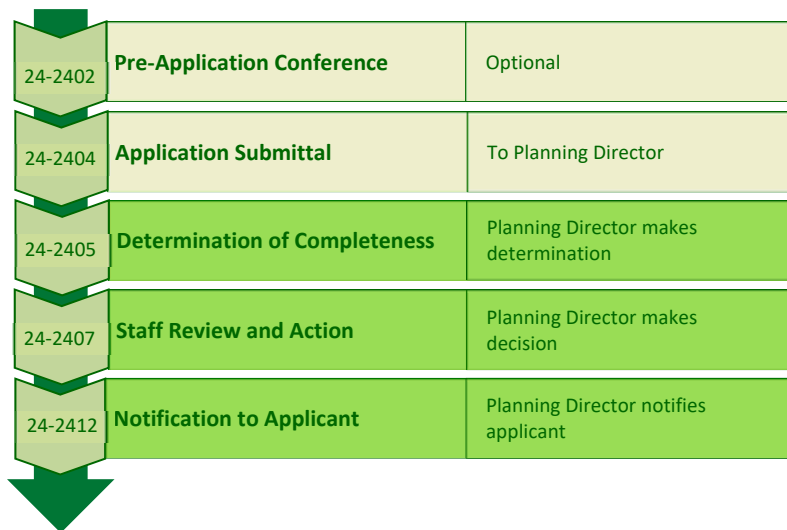 24-2402
Pre-Application Conference
Optional
24-2404
Application Submittal
To Planning Director
24-2405
Determination of Completeness
Planning Director makes
determination
24-2407
Staff Review and Action
Planning Director makes
decision
24-2412
Notification to Applicant
Planning Director notifies
applicant